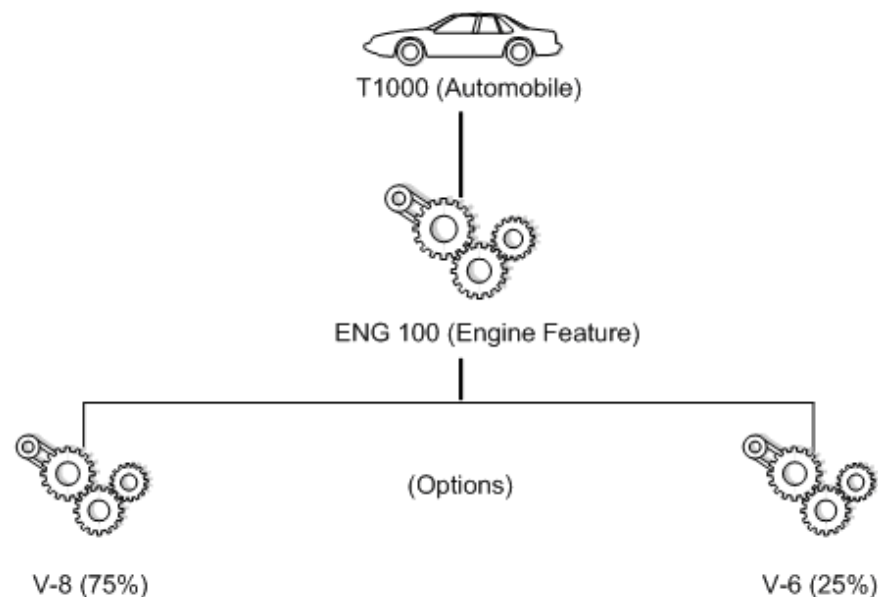 T1000 (Automobile)
ENG 100 (Engine Feature)
(Options)
V-8 (75%)
V-6 (25%)